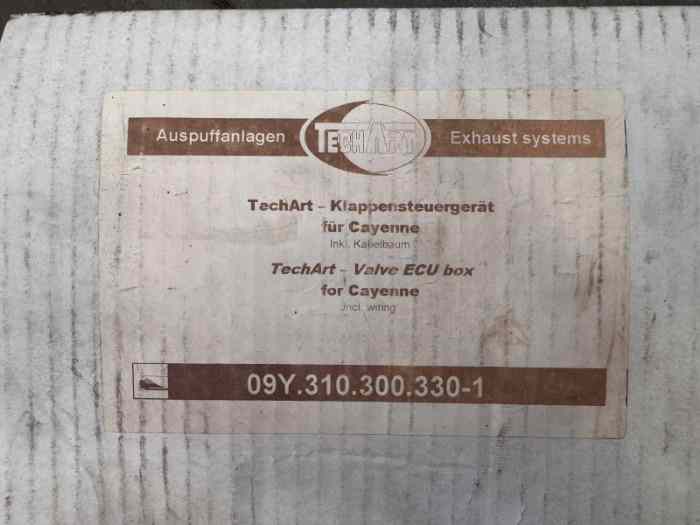 Auspuffanlagen TECHART Exhaust systems
TechArt - Klappensteuergerät
für Cayenne
Inkl. Kabelbaum
TechArt - Valve ECU box
for Cayenne
Incl. wiring
09Y.310.300.330-1